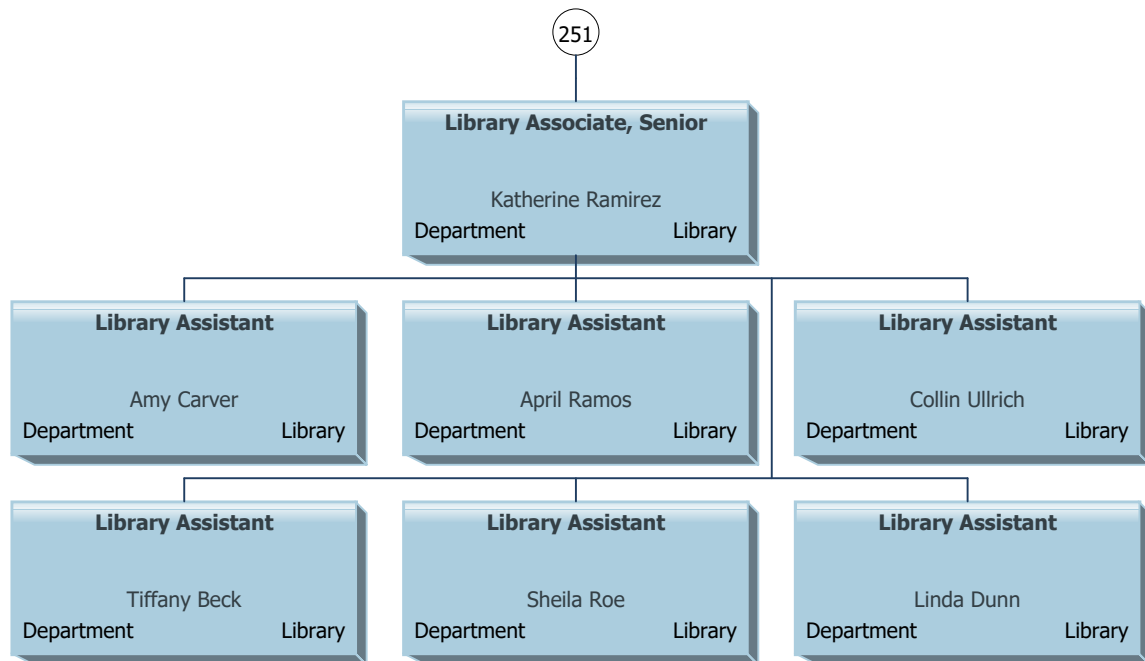 251
Library Associate, Senior
Katherine Ramirez
Department Library
Library Assistant
Amy Carver
Department Library
Library Assistant
April Ramos
Department Library
Library Assistant
Collin Ullrich
Department Library
Library Assistant
Tiffany Beck
Department Library
Library Assistant
Sheila Roe
Department Library
Library Assistant
Linda Dunn
Department Library